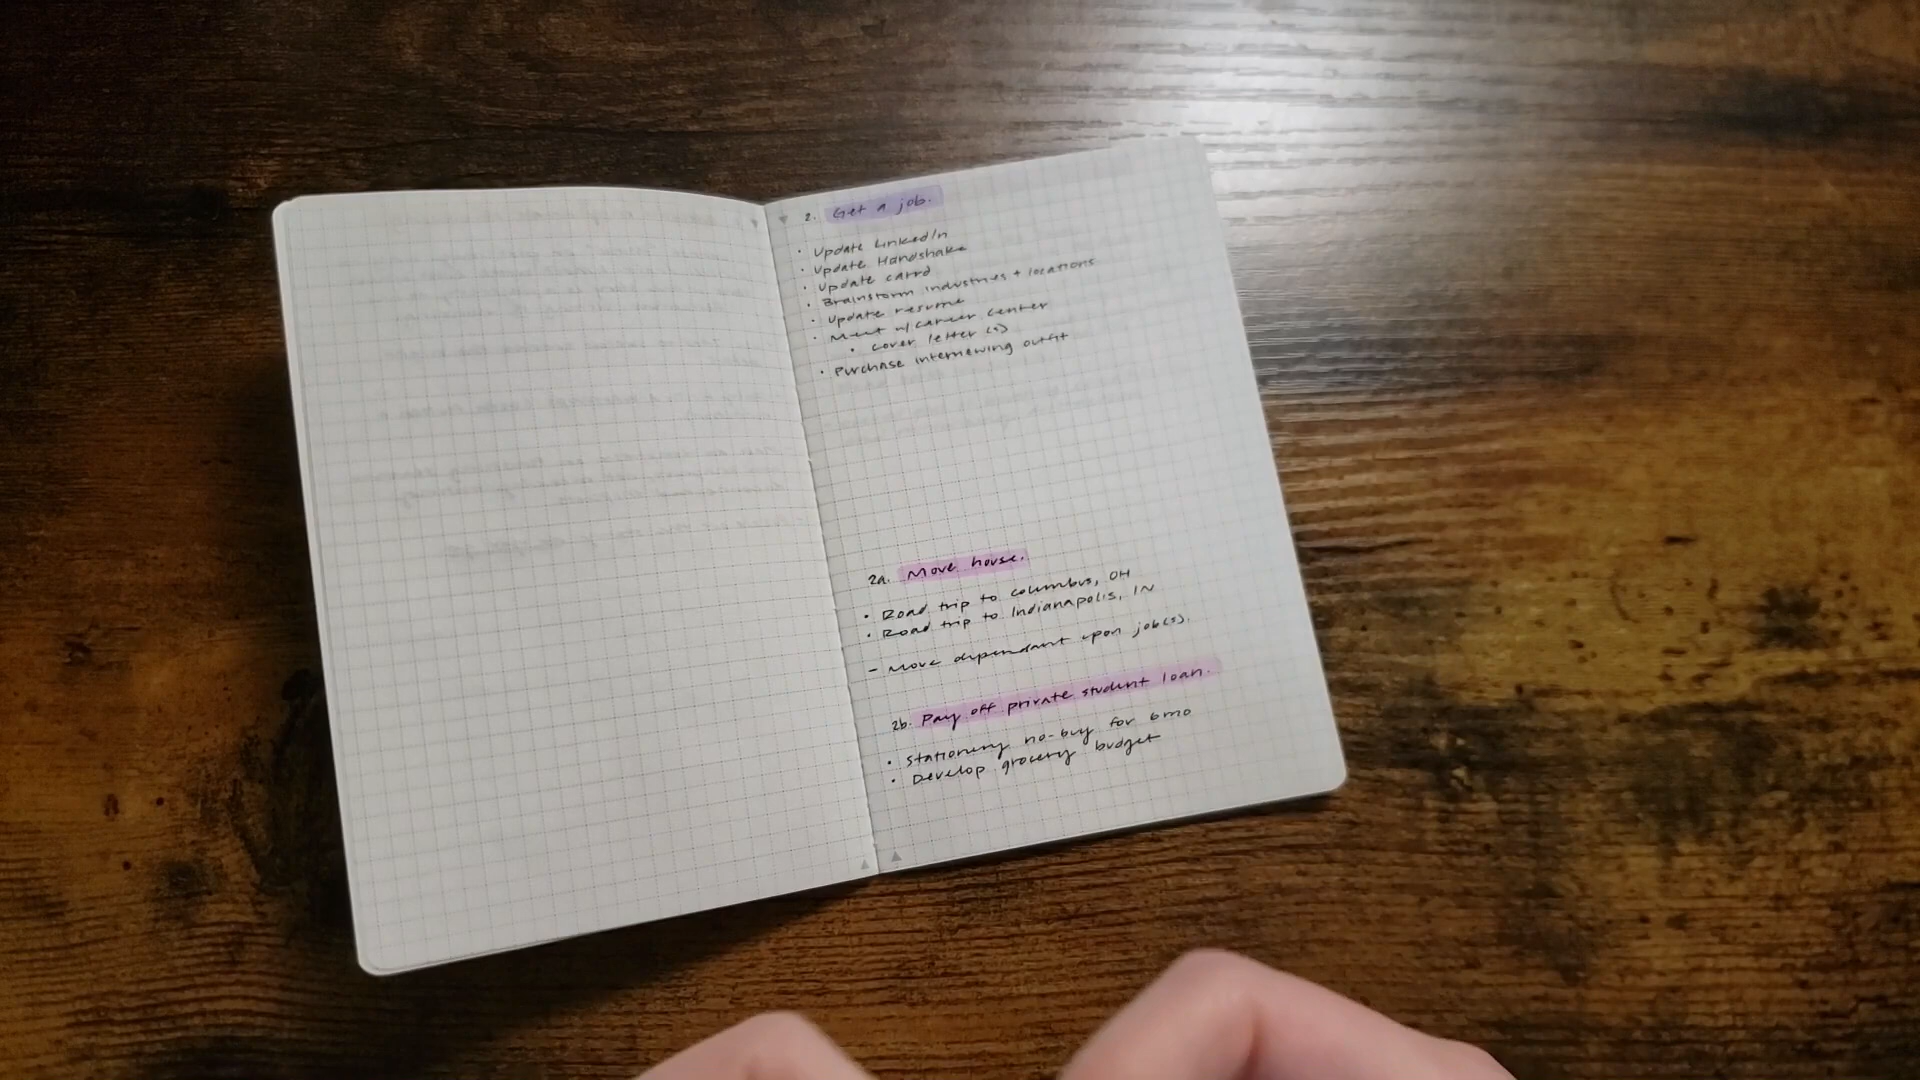 2. Get a job.
· Update LinkedIn
· Update Handshake
· Update carrd
· Brainstorm industries + locations
· Update resume
· Meet w/ career center
· cover letter(s)
· Purchase interviewing outfit
2a. Move house.
· Road trip to Columbus, OH
· Road trip to Indianapolis, IN
- Move dependant upon job(s).
2b. Pay off private student loan.
· Stationery no-buy for 6mo
· Develop grocery budget